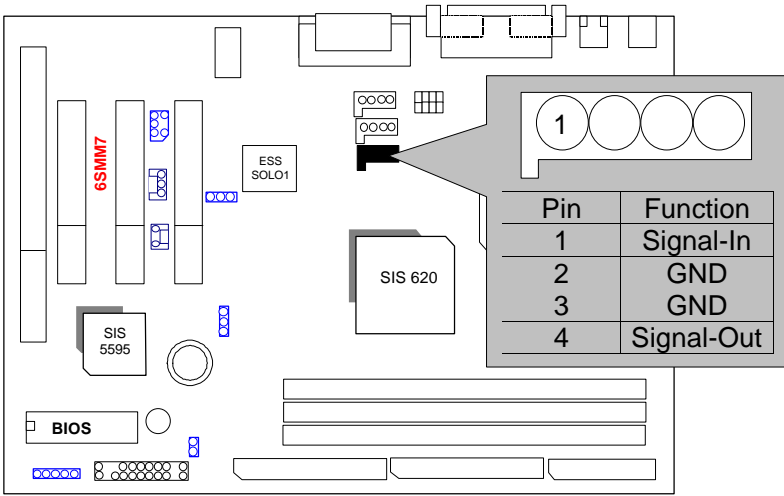 6SMM7
ESS
SOLO1
SIS 620
SIS
5595
BIOS
1
Pin Function
1 Signal-In
2 GND
3 GND
4 Signal-Out